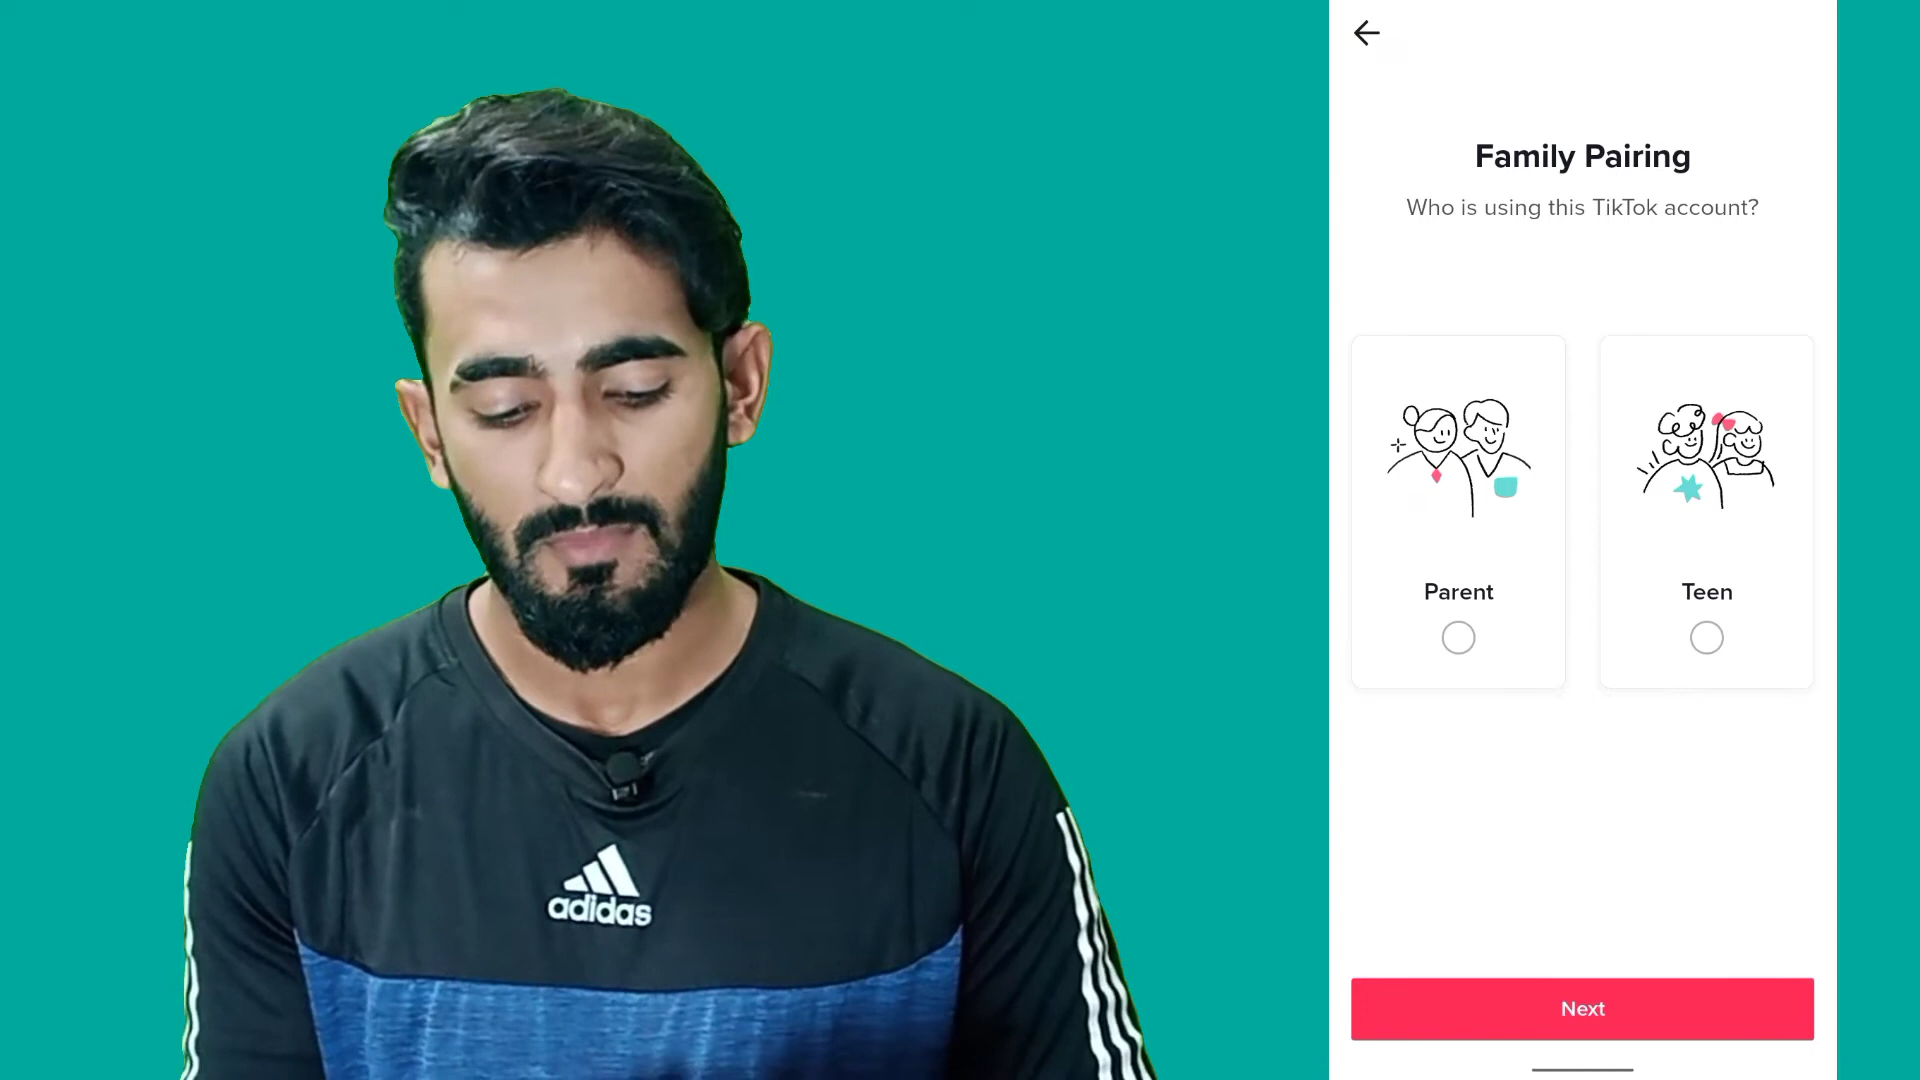 Family Pairing
Who is using this TikTok account?
Parent
Teen
adidas
Next